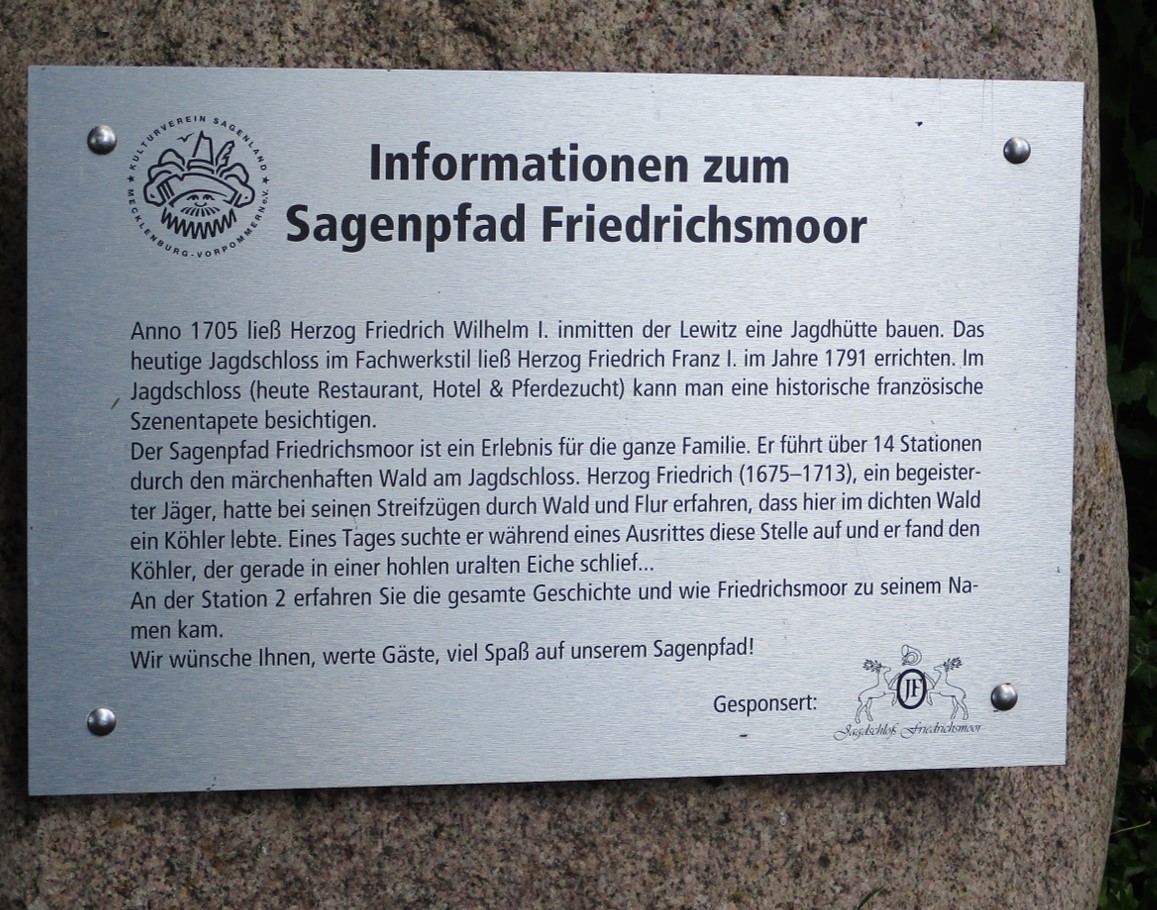 KULTURVEREIN SAGENLAND
MECKLENBURG-VORPOMMERN e.V.
Informationen zum
Sagenpfad Friedrichsmoor
Anno 1705 ließ Herzog Friedrich Wilhelm I. inmitten der Lewitz eine Jagdhütte bauen. Das
heutige Jagdschloss im Fachwerkstil ließ Herzog Friedrich Franz I. im Jahre 1791 errichten. Im
Jagdschloss (heute Restaurant, Hotel & Pferdezucht) kann man eine historische französische
Szenentapete besichtigen.
Der Sagenpfad Friedrichsmoor ist ein Erlebnis für die ganze Familie. Er führt über 14 Stationen
durch den märchenhaften Wald am Jagdschloss. Herzog Friedrich (1675–1713), ein begeister-
ter Jäger, hatte bei seinen Streifzügen durch Wald und Flur erfahren, dass hier im dichten Wald
ein Köhler lebte. Eines Tages suchte er während eines Ausrittes diese Stelle auf und er fand den
Köhler, der gerade in einer hohlen uralten Eiche schlief...
An der Station 2 erfahren Sie die gesamte Geschichte und wie Friedrichsmoor zu seinem Na-
men kam.
Wir wünsche Ihnen, werte Gäste, viel Spaß auf unserem Sagenpfad!
Gesponsert:
JF
Jagdschloß Friedrichsmoor